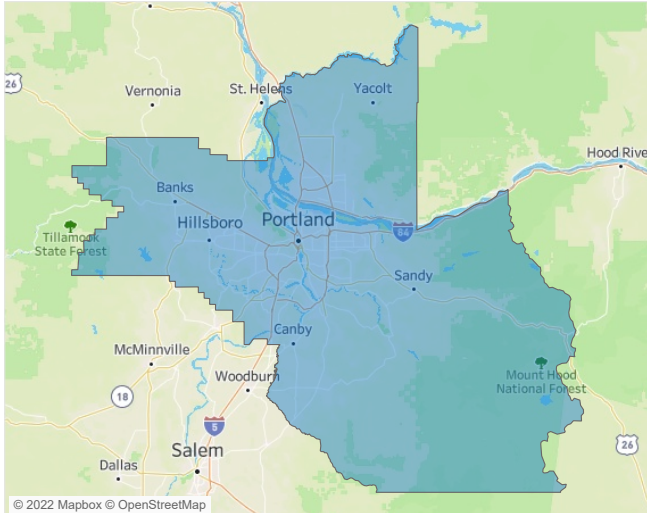 26
Vernonia
St. Helens
Yacolt
Hood Rive
Banks
Hillsboro
Portland
84
Tillamook
State Forest
Sandy
Canby
McMinnville
Mount Hood
National Forest
Woodburn
18
5
Salem
26
Dallas
© 2022 Mapbox © OpenStreetMap